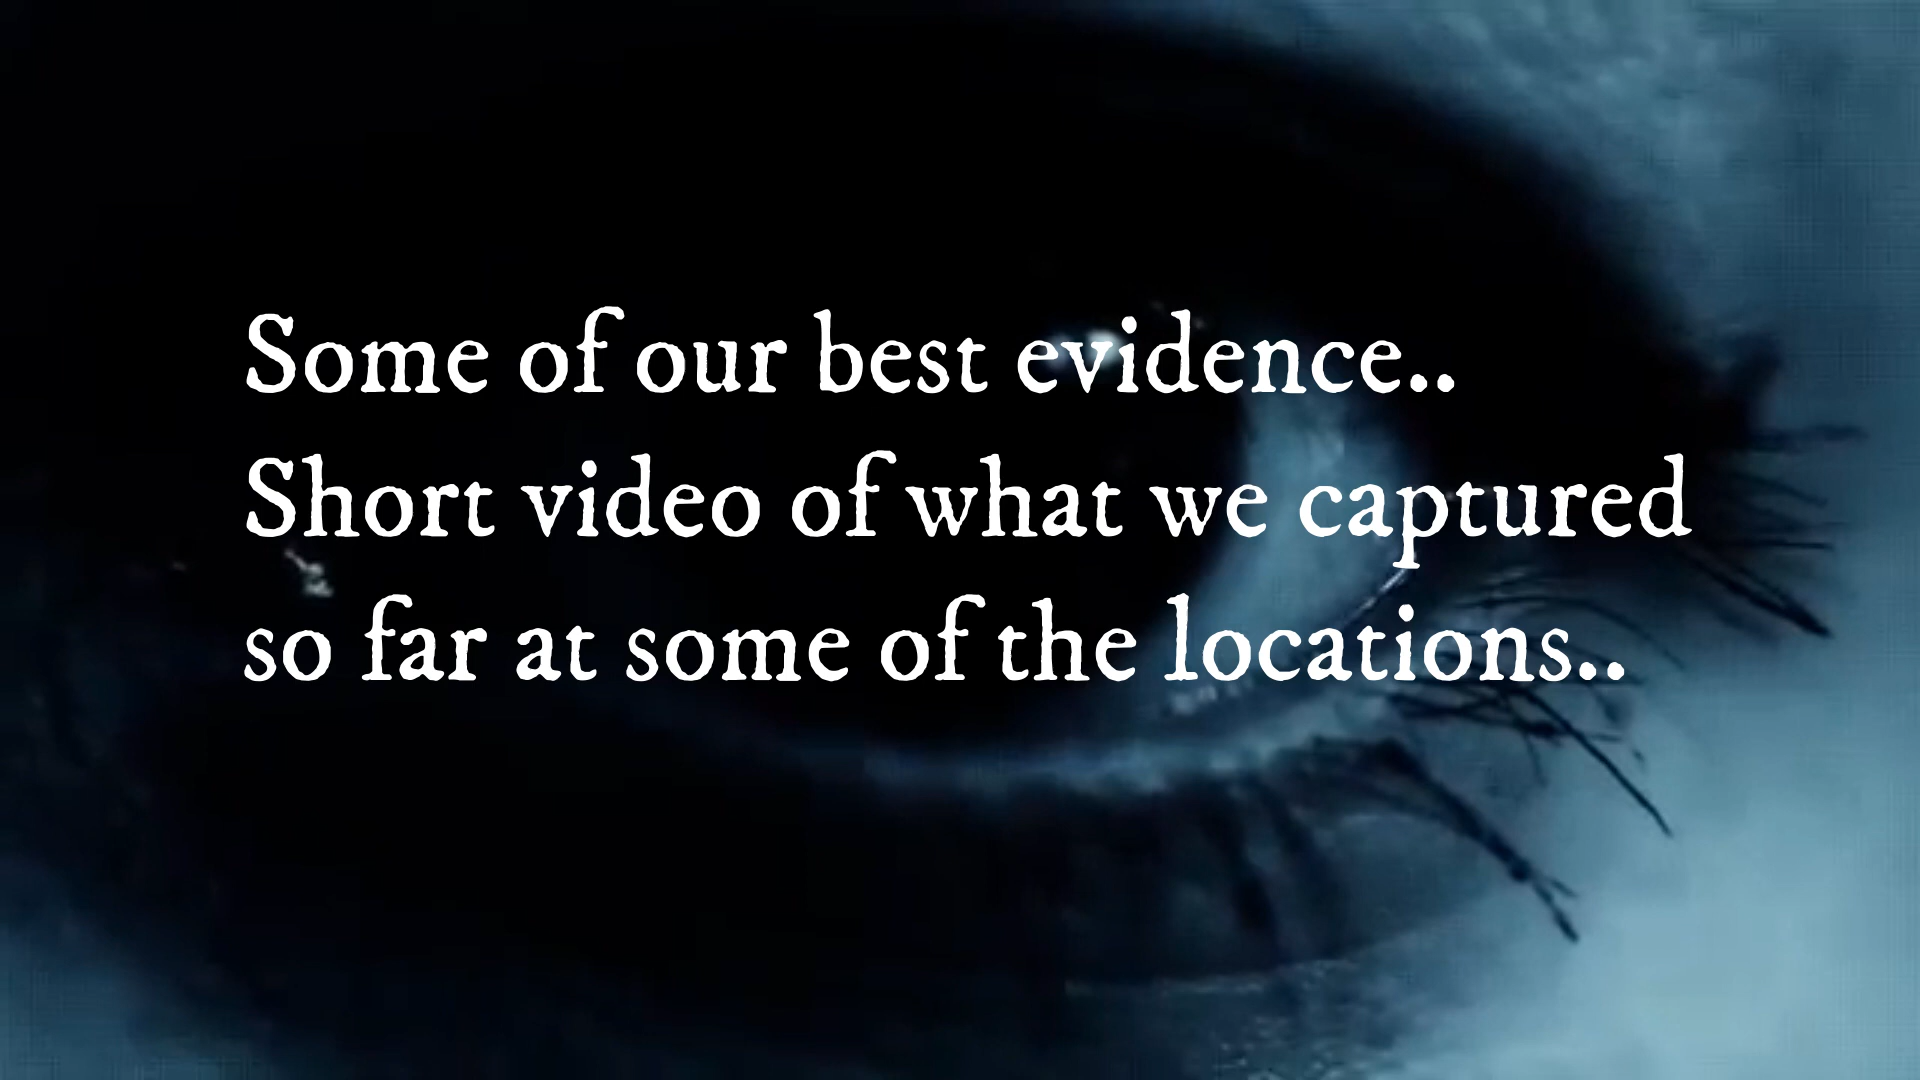 Some of our best evidence..
Short video of what we captured
so far at some of the locations..